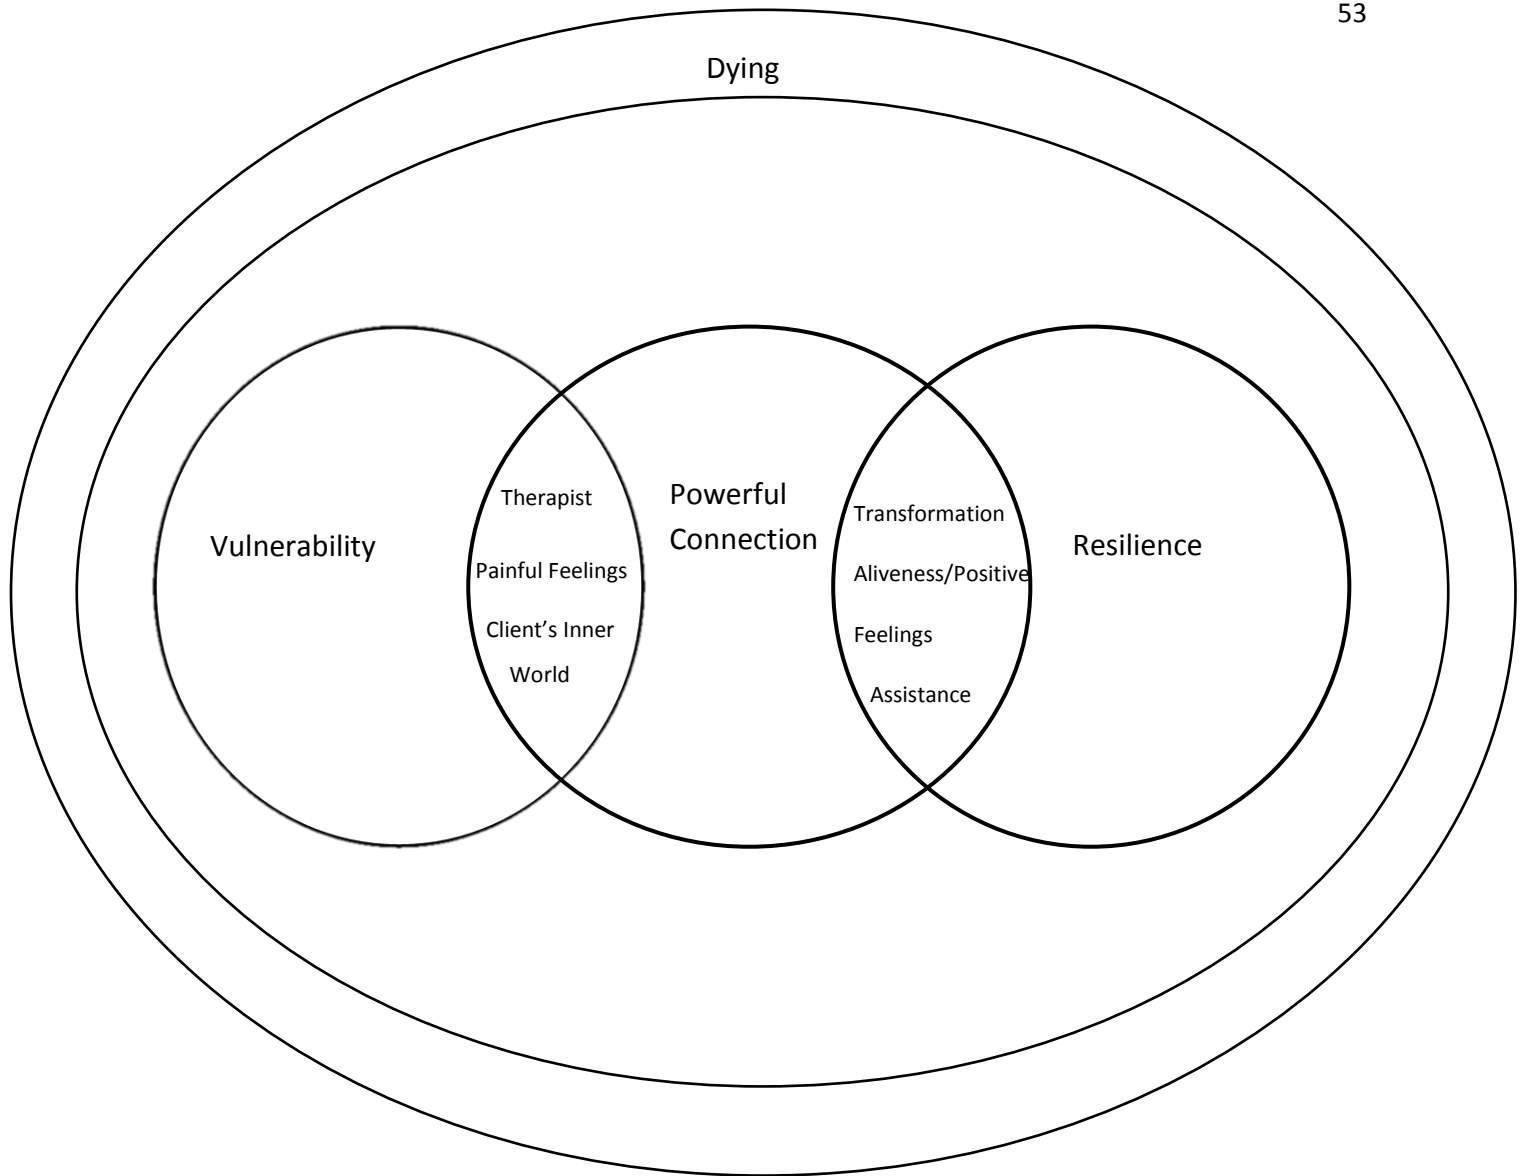 53
Dying
Vulnerability
Therapist
Painful Feelings
Client’s Inner
World
Powerful
Connection
Transformation
Aliveness/Positive
Feelings
Assistance
Resilience